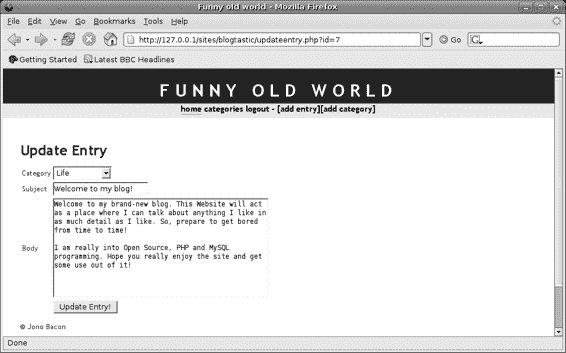 Funny old world - Mozilla Firefox
File Edit View Go Bookmarks Tools Help
http://127.0.0.1/sites/blogtastic/updateentry.php?id=7 Go G
Getting Started Latest BBC Headlines
FUNNY OLD WORLD
home categories logout - [add entry][add category]
Update Entry
Category Life
Subject Welcome to my blog!
Welcome to my brand-new blog. This Website will act
as a place where I can talk about anything I like in
as much detail as I like. So, prepare to get bored
from time to time!
Body
I am really into Open Source, PHP and MySQL
programming. Hope you really enjoy the site and get
some use out of it!
Update Entry!
© Jono Bacon
Done